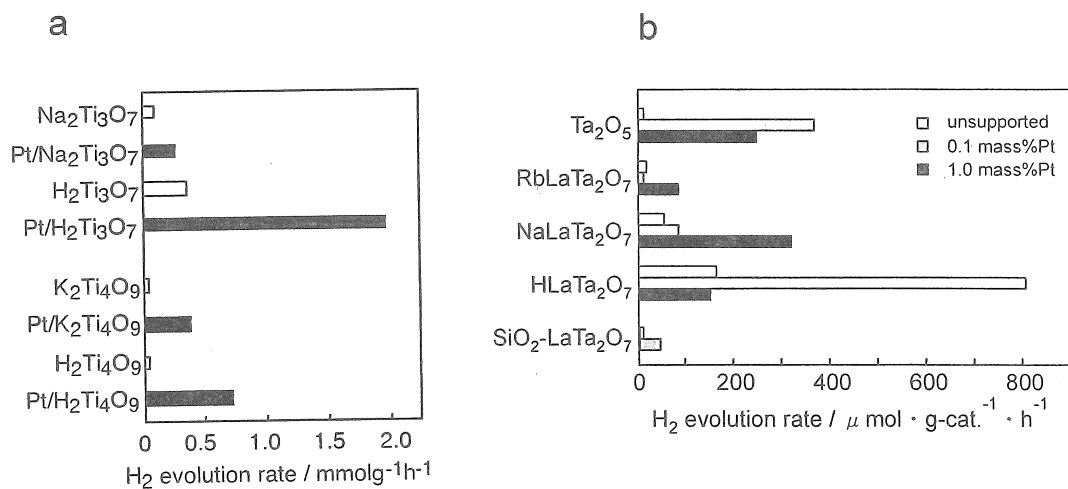 a
Na2Ti3O7
Pt/Na2Ti3O7
H2Ti3O7
Pt/H2Ti3O7
K2Ti4O9
Pt/K2Ti4O9
H2Ti4O9
Pt/H2Ti4O9
0 0.5 1.0 1.5 2.0
H2 evolution rate / mmolg-1h-1
b
Ta2O5
RbLaTa2O7
NaLaTa2O7
HLaTa2O7
SiO2-LaTa2O7
unsupported
0.1 mass%Pt
1.0 mass%Pt
0 200 400 600 800
H2 evolution rate / μ mol・g-cat.-1・h-1